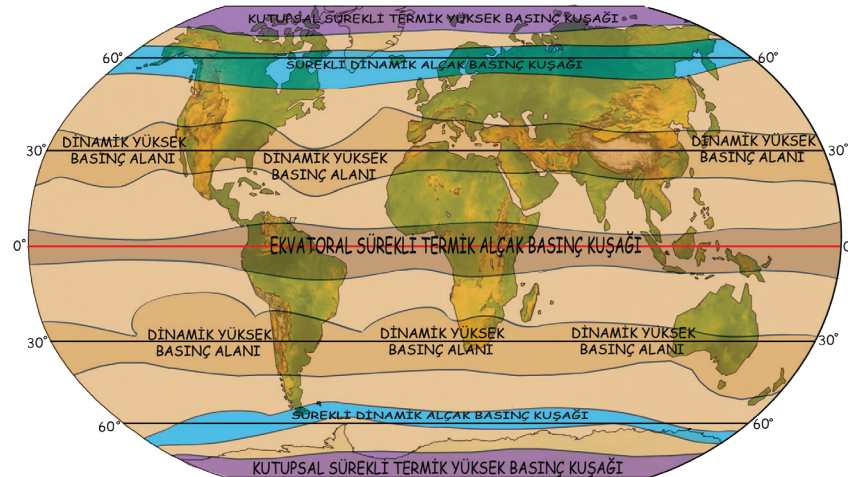 KUTUPSAL SÜREKLİ TERMİK YÜKSEK BASINÇ KUŞAĞI
60° 60°
SÜREKLİ DİNAMİK ALÇAK BASINÇ KUŞAĞI
DİNAMİK YÜKSEK
BASINÇ ALANI
DİNAMİK YÜKSEK
BASINÇ ALANI
DİNAMİK YÜKSEK
BASINÇ ALANI
30° 30°
0° EKVATORAL SÜREKLİ TERMİK ALÇAK BASINÇ KUŞAĞI 0
DİNAMİK YÜKSEK
BASINÇ ALANI
DİNAMİK YÜKSEK
BASINÇ ALANI
DİNAMİK YÜKSEK
BASINÇ ALANI
30° 30°
SÜREKLİ DİNAMİK ALÇAK BASINÇ KUŞAĞI
60° 60°
KUTUPSAL SÜREKLİ TERMİK YÜKSEK BASINÇ KUŞAĞI